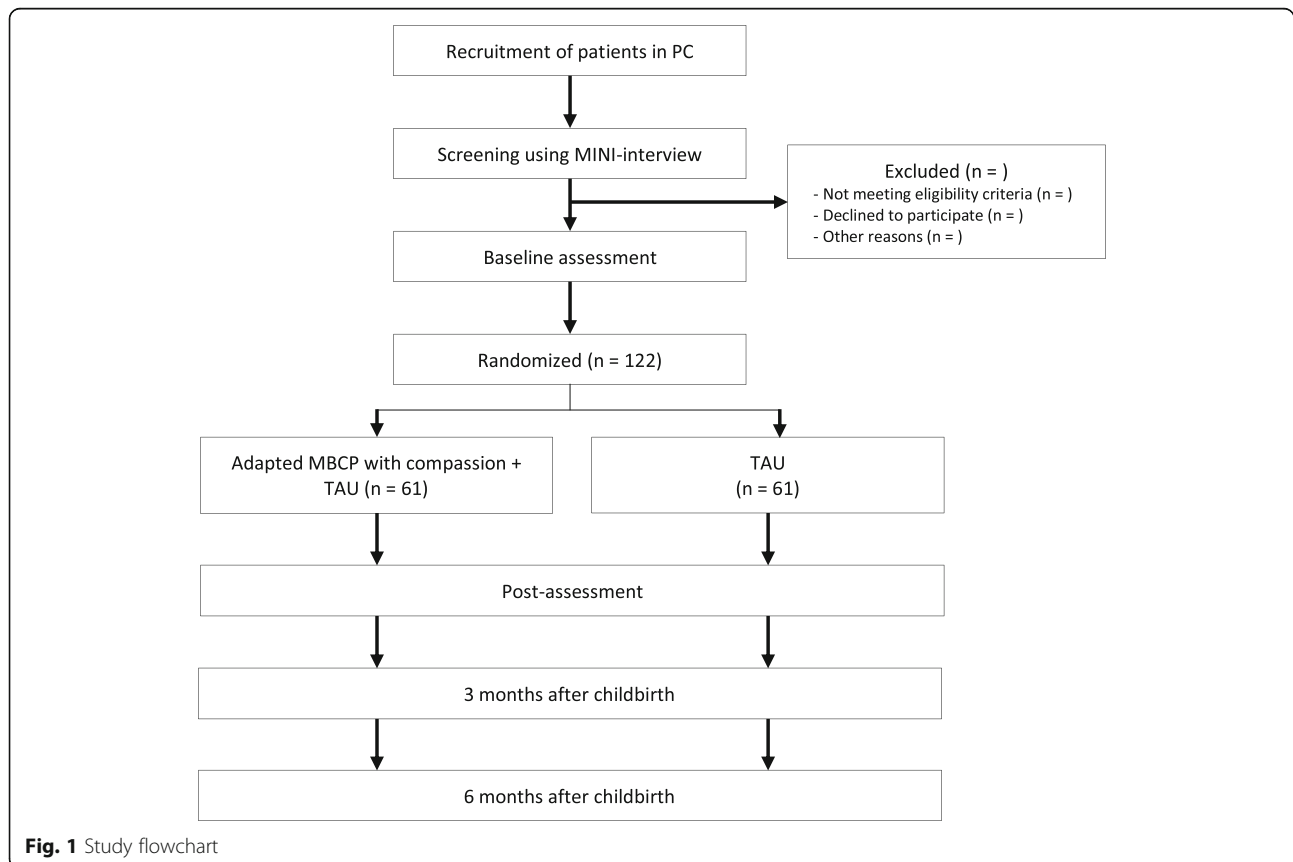 Recruitment of patients in PC
Screening using MINI-interview
Excluded (n = )
- Not meeting eligibility criteria (n = )
- Declined to participate (n = )
- Other reasons (n = )
Baseline assessment
Randomized (n = 122)
Adapted MBCP with compassion +
TAU (n = 61)
TAU
(n = 61)
Post-assessment
3 months after childbirth
6 months after childbirth
Fig. 1 Study flowchart